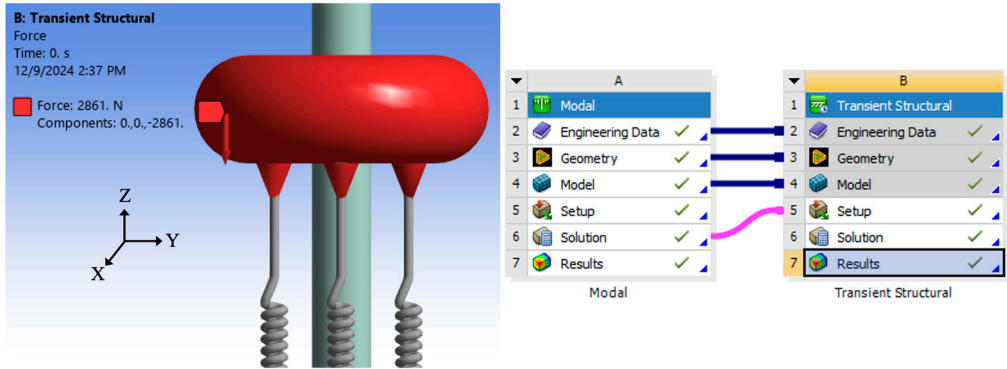 B: Transient Structural
Force
Time: 0. s
12/9/2024 2:37 PM
Force: 2861. N
Components: 0.,0.,-2861.
Z
Y
X
A
1 Modal
2 Engineering Data
3 Geometry
4 Model
5 Setup
6 Solution
7 Results
Modal
B
1 Transient Structural
2 Engineering Data
3 Geometry
4 Model
5 Setup
6 Solution
7 Results
Transient Structural